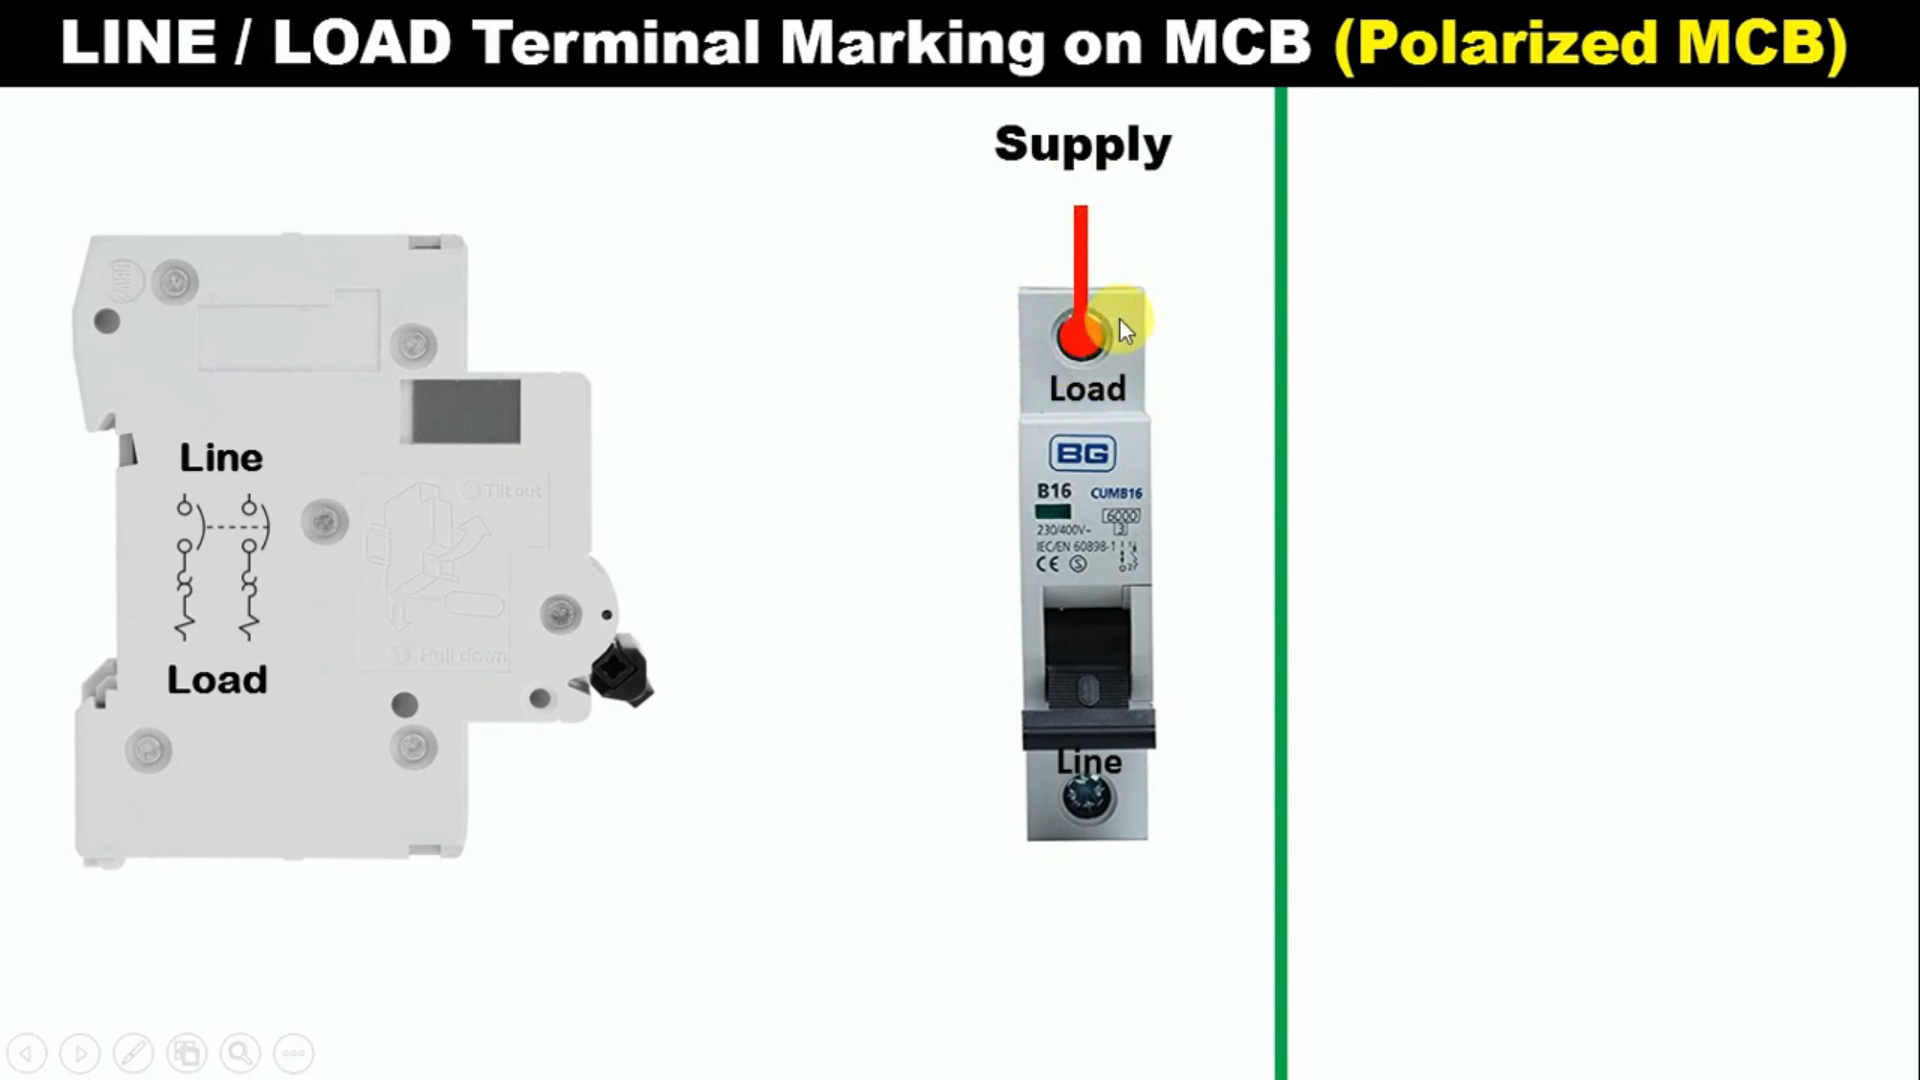 LINE / LOAD Terminal Marking on MCB (Polarized MCB)
Supply
Load
BG
B16 CUMB16
6000
230/400V~ 3
IEC/EN 60898-1
CE S
Line
Line
Load
Tilt out
Pull down